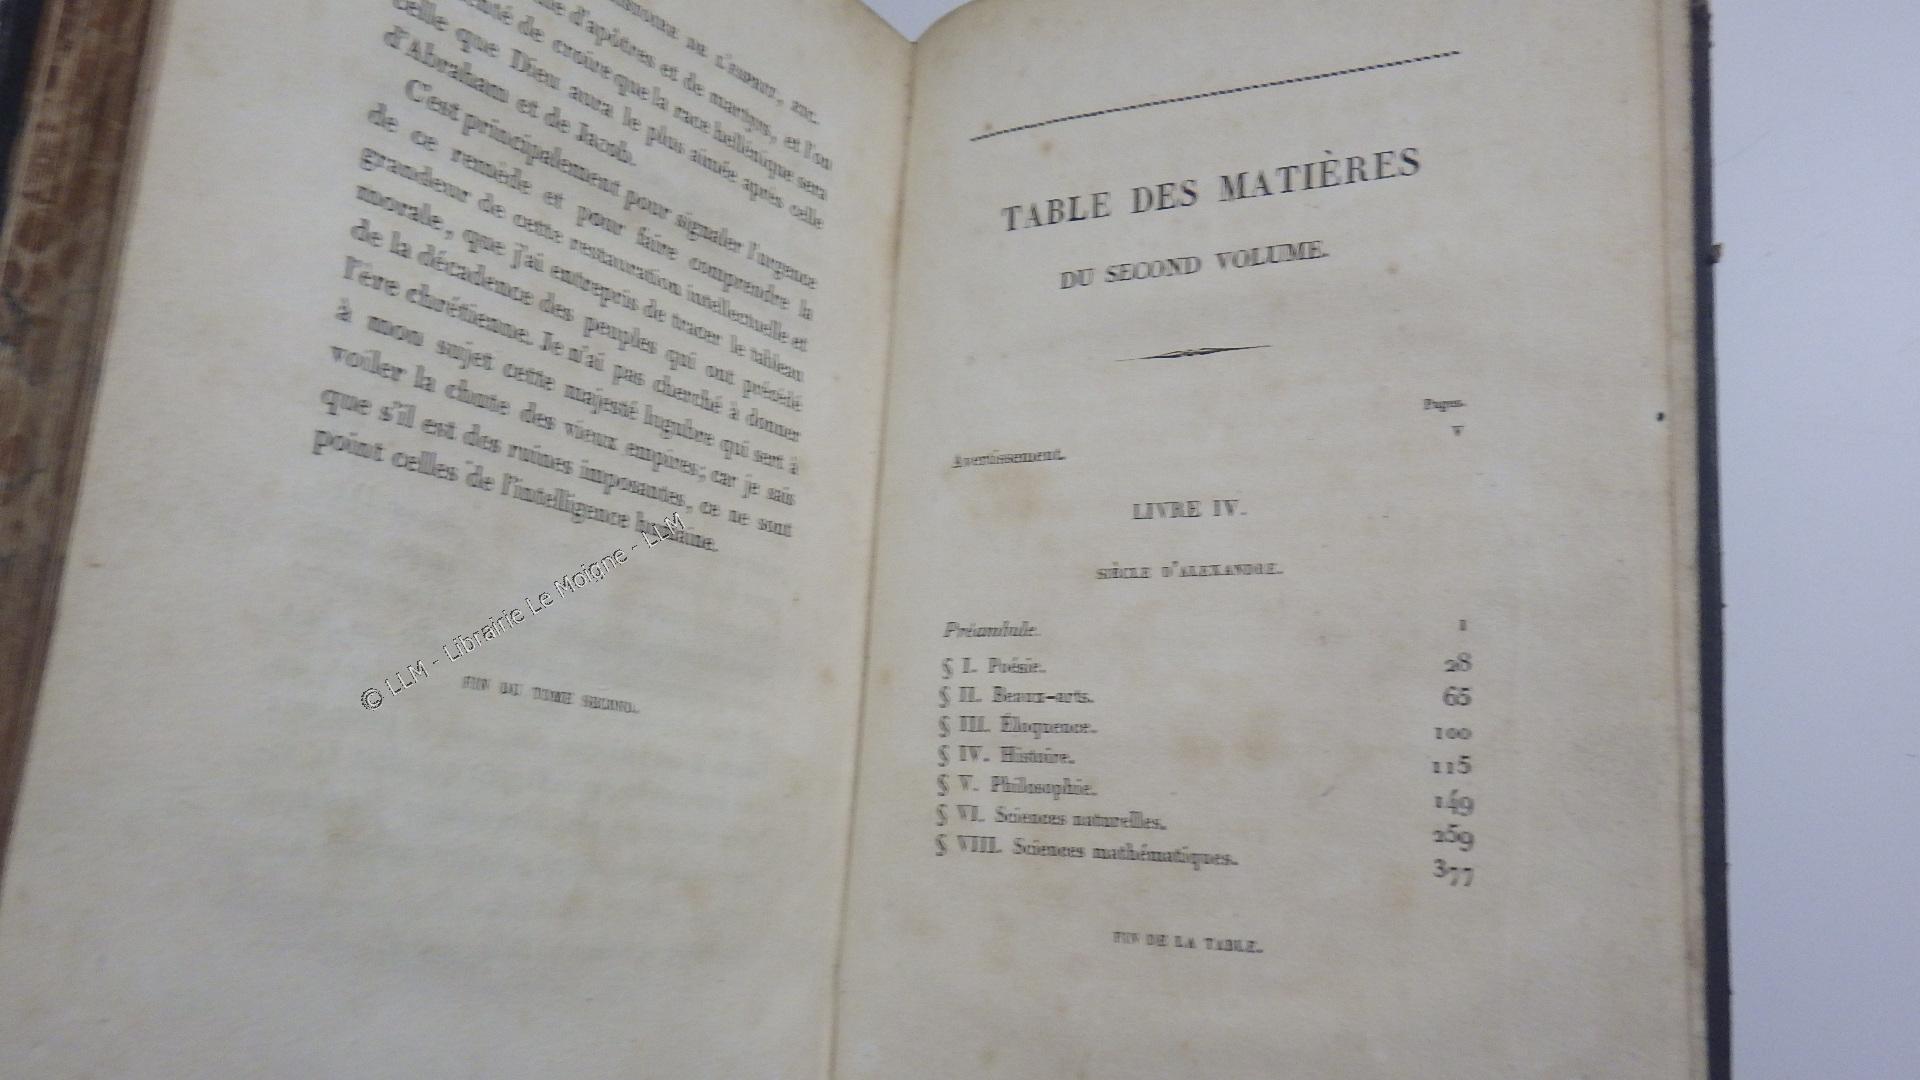 HISTOIRE DE L'ESPRIT, ETC.
d'apôtres et de martyrs, et l'on
de croire que la race hellénique sera
celle que Dieu aura le plus aimée après celle
d'Abraham et de Jacob.
C'est principalement pour signaler l'urgence
de ce remède et pour faire comprendre la
grandeur de cette restauration intellectuelle et
morale, que j'ai entrepris de tracer le tableau
de la décadence des peuples qui ont précédé
l'ère chrétienne. Je n'ai pas cherché à donner
à mon sujet cette majesté lugubre qui sert à
voiler la chute des vieux empires; car je sais
que s'il est des ruines imposantes, ce ne sont
point celles de l'intelligence humaine.
FIN DU TOME SECOND.
© LLM - Librairie Le Moigne - LLM
TABLE DES MATIÈRES
DU SECOND VOLUME.
Pages.
Avertissement. V
LIVRE IV.
SIÈCLE D'ALEXANDRE.
Préambule. 1
§ I. Poésie. 28
§ II. Beaux-arts. 65
§ III. Éloquence. 100
§ IV. Histoire. 115
§ V. Philosophie. 149
§ VI. Sciences naturelles. 259
§ VIII. Sciences mathématiques. 377
FIN DE LA TABLE.